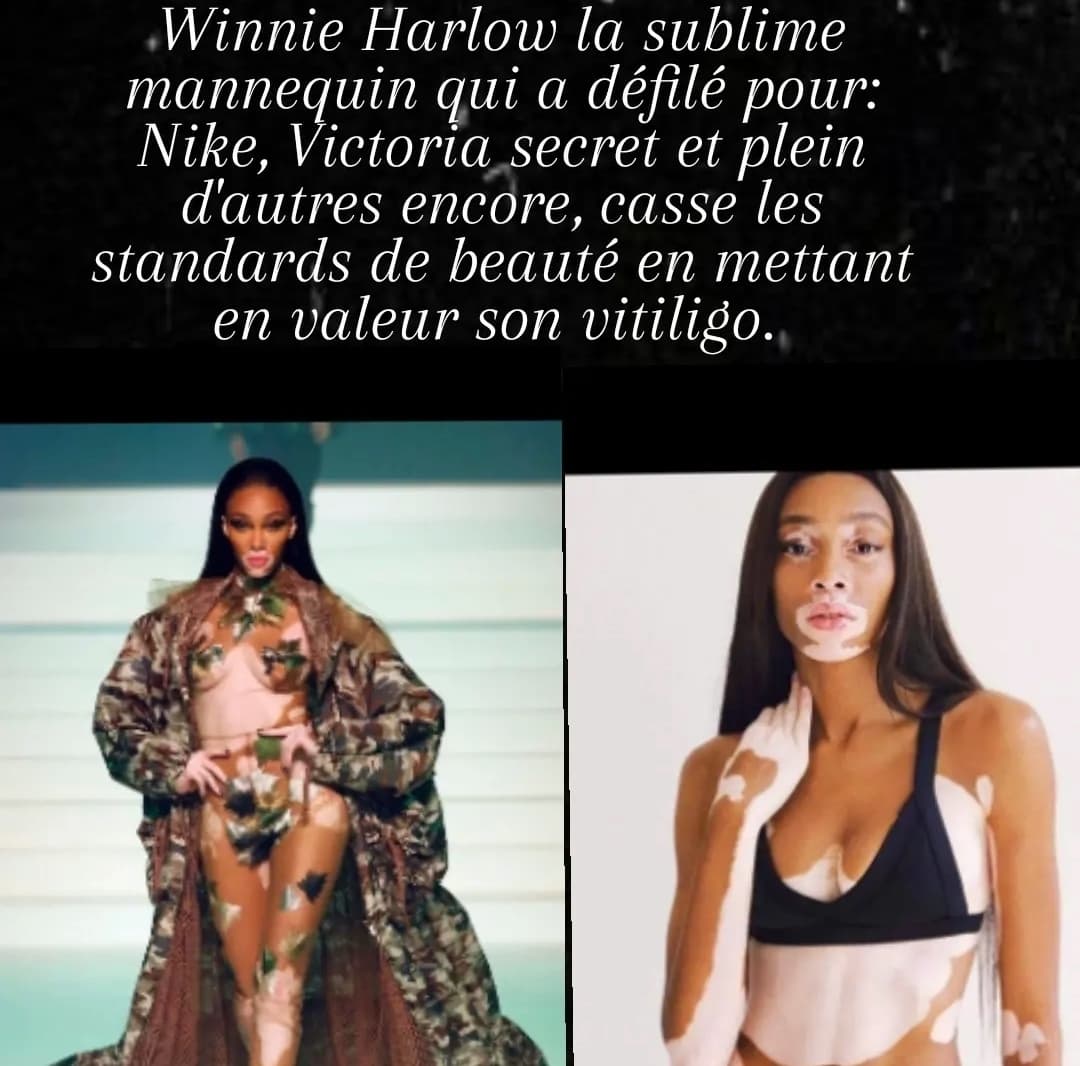 Winnie Harlow la sublime
mannequin qui a défilé pour:
Nike, Victoria secret et plein
d'autres encore, casse les
standards de beauté en mettant
en valeur son vitiligo.